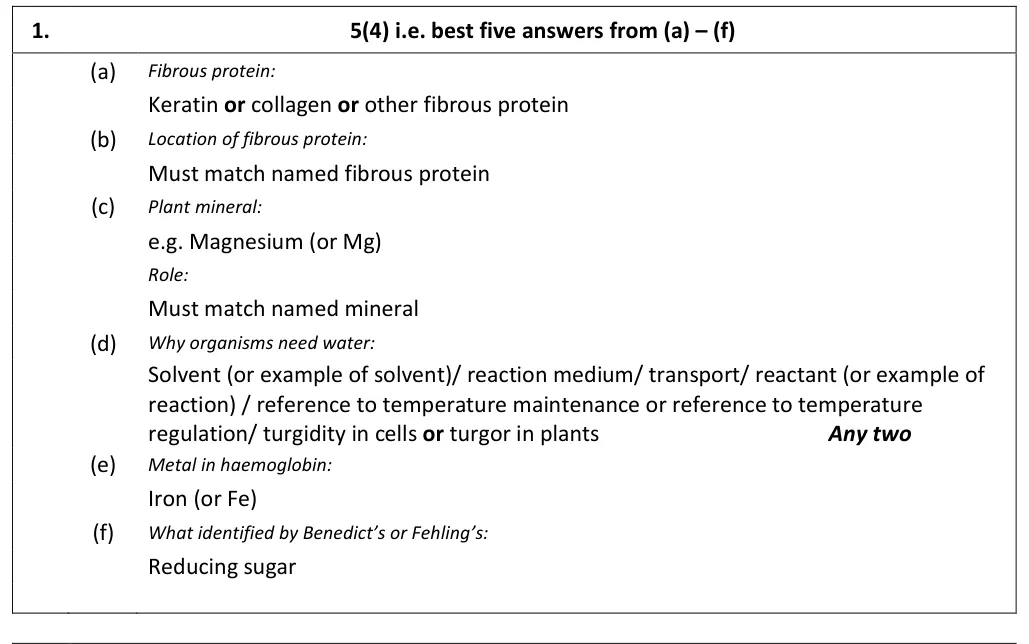 1. 5(4) i.e. best five answers from (a) – (f)
(a) Fibrous protein:
Keratin or collagen or other fibrous protein
(b) Location of fibrous protein:
Must match named fibrous protein
(c) Plant mineral:
e.g. Magnesium (or Mg)
Role:
Must match named mineral
(d) Why organisms need water:
Solvent (or example of solvent)/ reaction medium/ transport/ reactant (or example of
reaction) / reference to temperature maintenance or reference to temperature
regulation/ turgidity in cells or turgor in plants Any two
(e) Metal in haemoglobin:
Iron (or Fe)
(f) What identified by Benedict’s or Fehling’s:
Reducing sugar